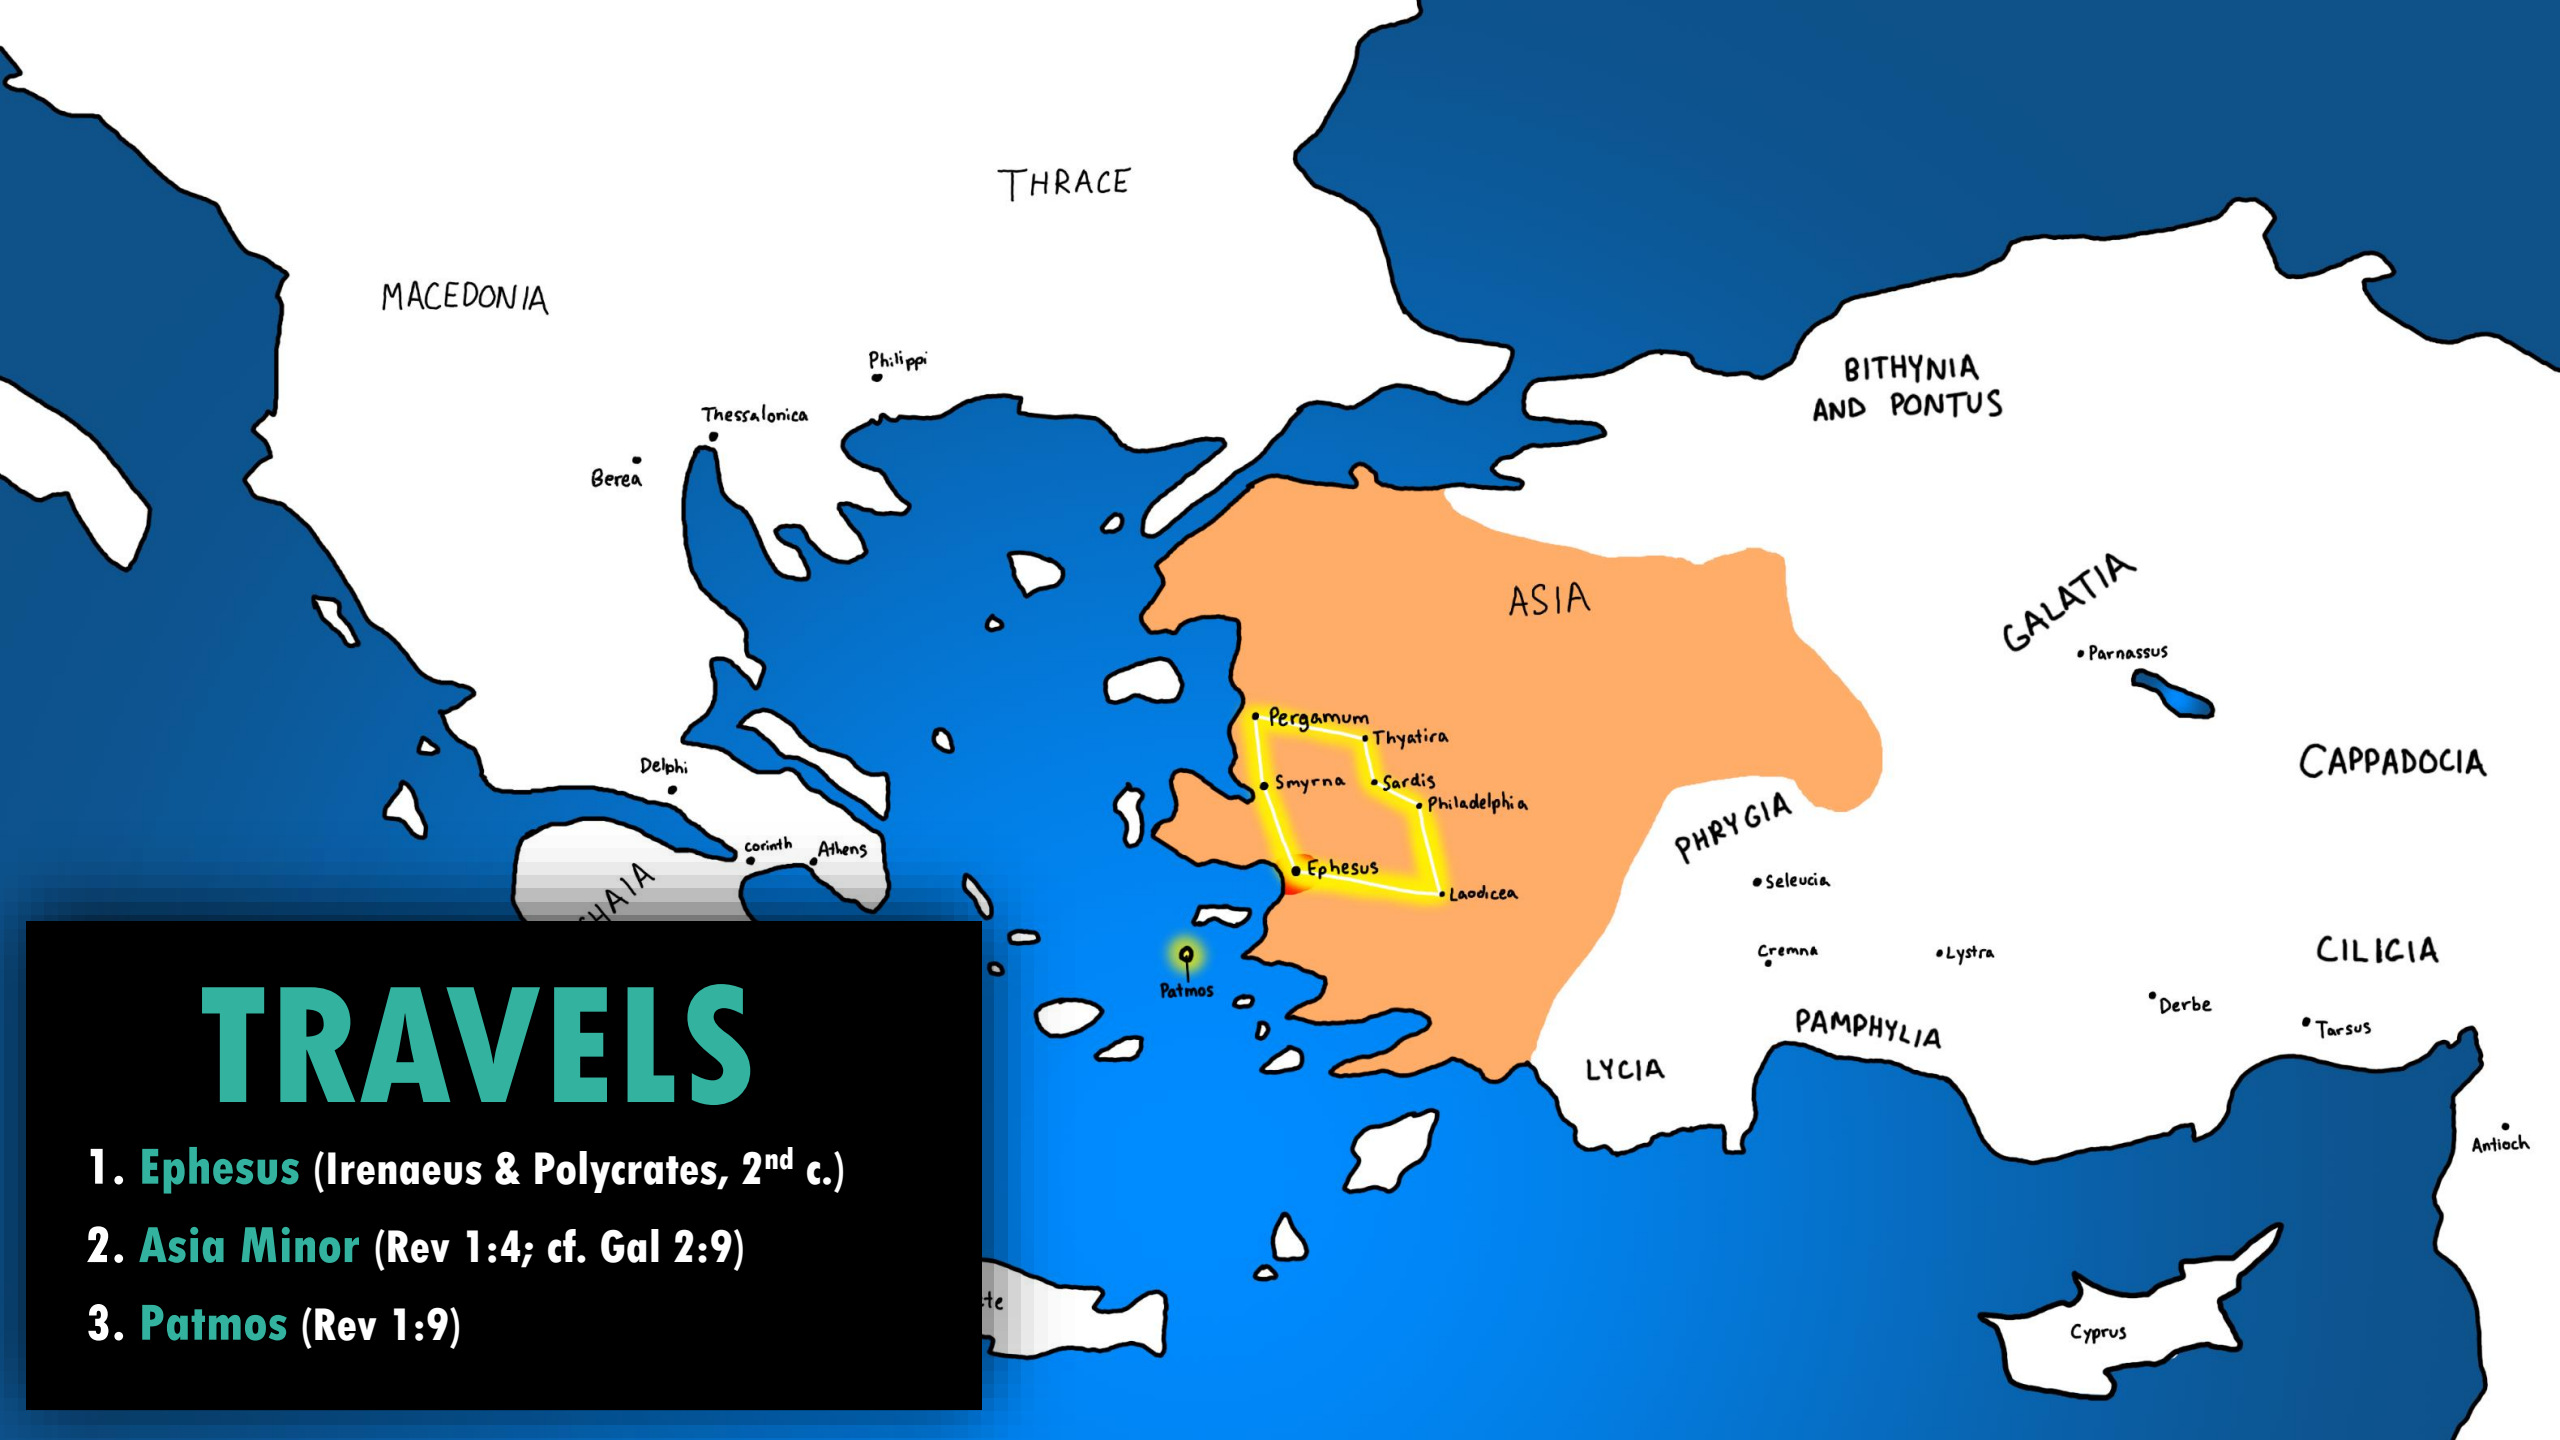 THRACE
MACEDONIA
Philippi
Thessalonica
Berea
BITHYNIA
AND PONTUS
ASIA
GALATIA
Parnassus
Pergamum
Thyatira
Smyrna
Sardis
Philadelphia
CAPPADOCIA
Delphi
PHRYGIA
Corinth
Athens
Ephesus
Seleucia
Laodicea
Cremna
Lystra
CILICIA
Patmos
Derbe
PAMPHYLIA
Tarsus
LYCIA
Antioch
Cyprus
TRAVELS
1. Ephesus (Irenaeus & Polycrates, 2nd c.)
2. Asia Minor (Rev 1:4; cf. Gal 2:9)
3. Patmos (Rev 1:9)